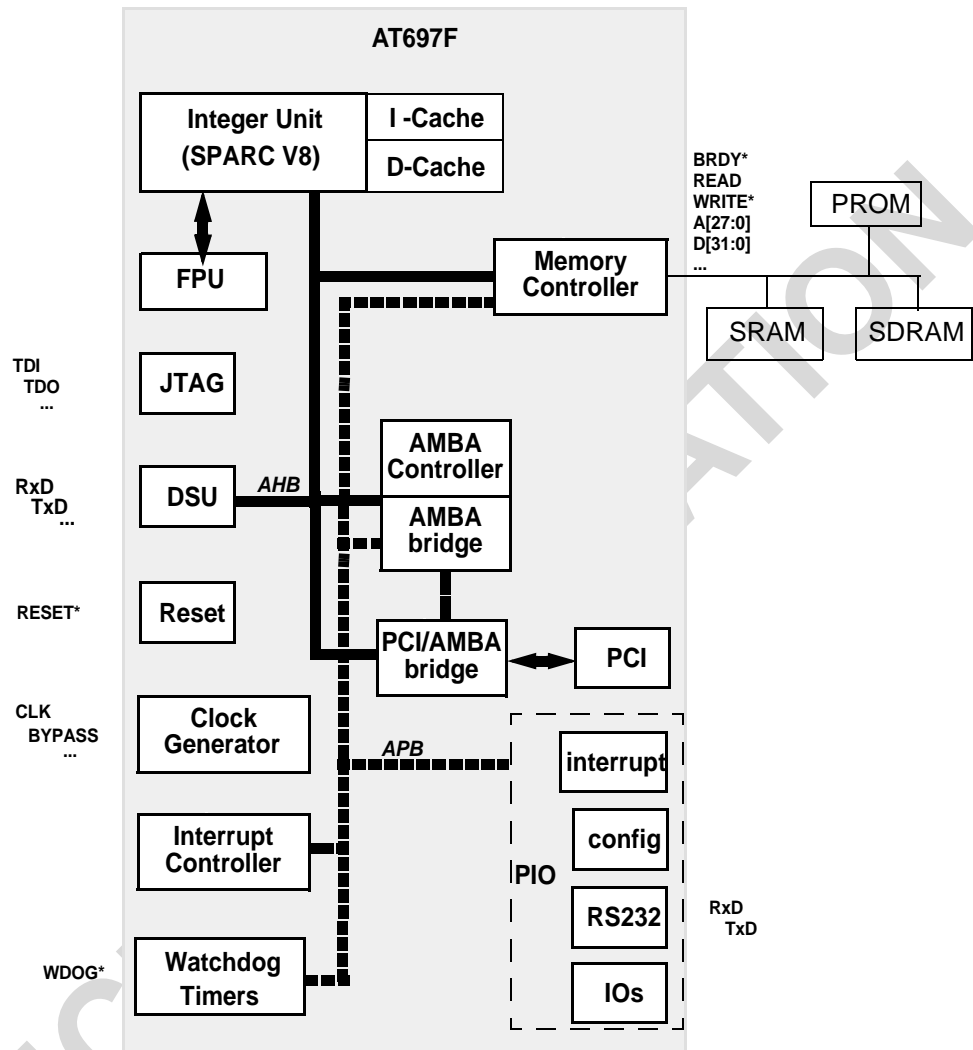 AT697F
Integer Unit
(SPARC V8)
I -Cache
D-Cache
BRDY*
READ
WRITE*
A[27:0]
D[31:0]
...
PROM
FPU
Memory
Controller
SRAM
SDRAM
TDI
TDO
...
JTAG
AMBA
Controller
RxD
TxD
...
DSU
AHB
AMBA
bridge
RESET*
Reset
PCI/AMBA
bridge
PCI
CLK
BYPASS
...
Clock
Generator
APB
interrupt
Interrupt
Controller
config
PIO
RS232
RxD
TxD
WDOG*
Watchdog
Timers
IOs